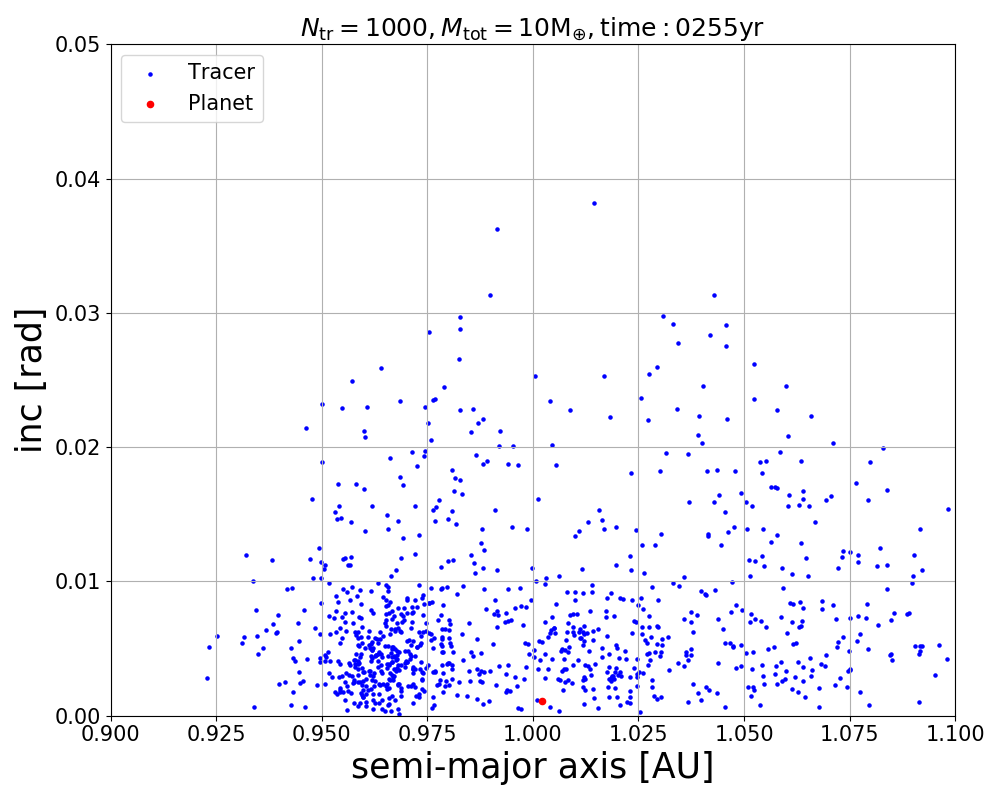 N_tr = 1000, M_tot = 10M_⊕, time : 0255yr
Tracer
Planet
0.05
0.04
0.03
0.02
0.01
0.00
inc [rad]
0.900 0.925 0.950 0.975 1.000 1.025 1.050 1.075 1.100
semi-major axis [AU]